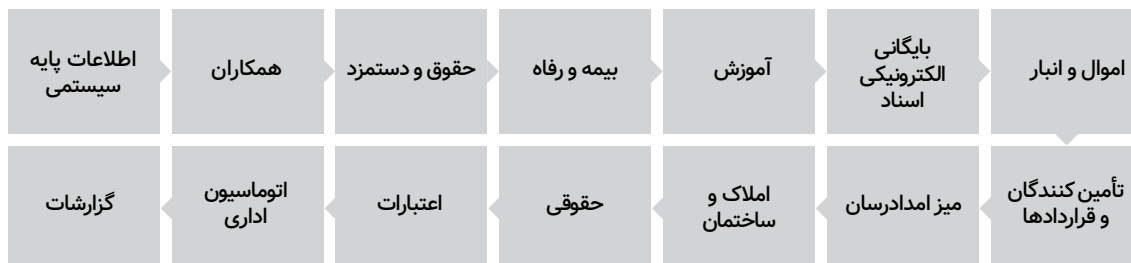 اطلاعات پایه
سیستمی
همکاران
حقوق و دستمزد
بیمه و رفاه
آموزش
بایگانی
الکترونیکی
اسناد
اموال و انبار
تأمین کنندگان
و قراردادها
میز امدادرسان
املاک و
ساختمان
حقوقی
اعتبارات
اتوماسیون
اداری
گزارشات